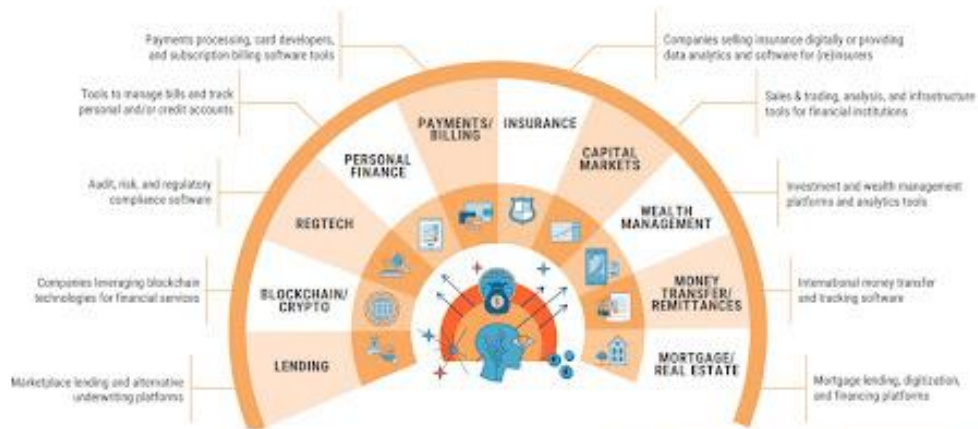 Payments processing, card developers,
and subscription billing software tools
Companies selling insurance digitally or providing
data analytics and software for (re)insurers
Tools to manage bills and track
personal and/or credit accounts
Sales & trading, analysis, and infrastructure
tools for financial institutions
Audit, risk, and regulatory
compliance software
Investment and wealth management
platforms and analytics tools
Companies leveraging blockchain
technologies for financial services
International money transfer
and tracking software
Marketplace lending and alternative
underwriting platforms
Mortgage lending, digitization,
and financing platforms
LENDING
BLOCKCHAIN/
CRYPTO
REGTECH
PERSONAL
FINANCE
PAYMENTS/
BILLING
INSURANCE
CAPITAL
MARKETS
WEALTH
MANAGEMENT
MONEY
TRANSFER/
REMITTANCES
MORTGAGE/
REAL ESTATE